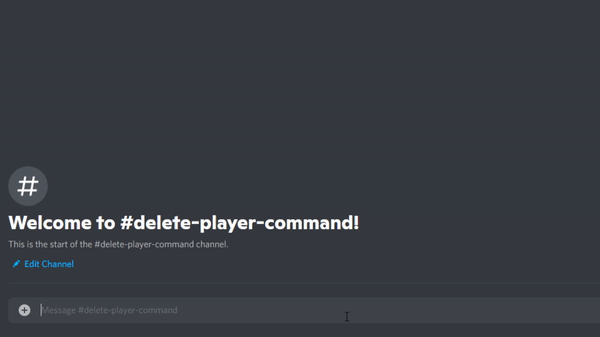 #
Welcome to #delete-player-command!
This is the start of the #delete-player-command channel.
Edit Channel
Message #delete-player-command